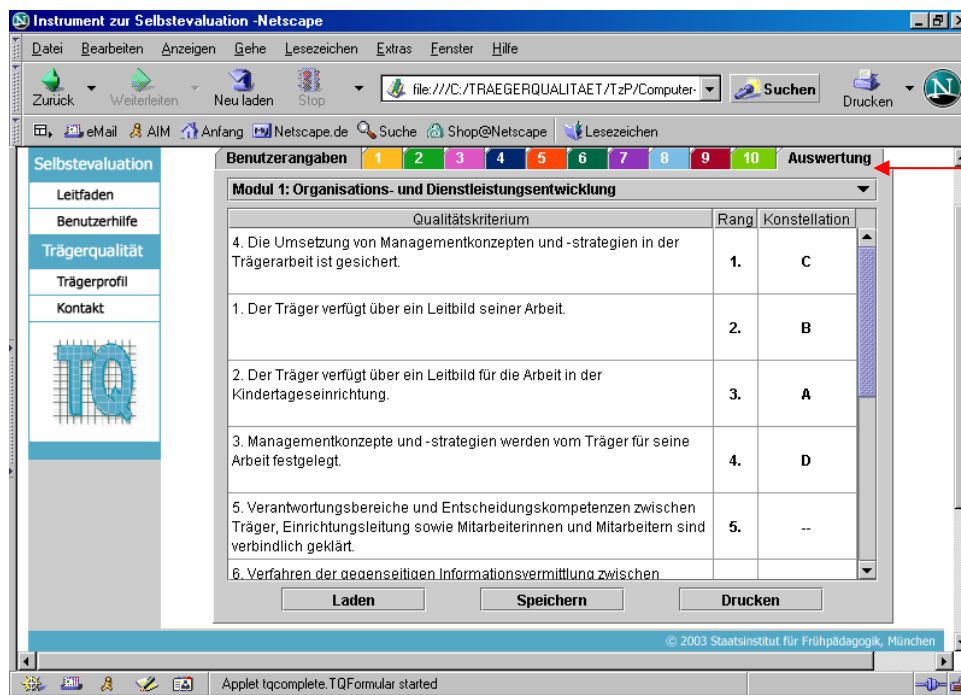 Instrument zur Selbstevaluation -Netscape
Datei Bearbeiten Anzeigen Gehe Lesezeichen Extras Fenster Hilfe
Zurück Weiterleiten Neu laden Stop file:///C:/TRAEGERQUALITAET/TzP/Computer- Suchen Drucken N
eMail AIM Anfang Netscape.de Suche Shop@Netscape Lesezeichen
Selbstevaluation
Leitfaden
Benutzerhilfe
Trägerqualität
Trägerprofil
Kontakt
TQ
Benutzerangaben 1 2 3 4 5 6 7 8 9 10 Auswertung
Modul 1: Organisations- und Dienstleistungsentwicklung
Qualitätskriterium Rang Konstellation
4. Die Umsetzung von Managementkonzepten und -strategien in der
Trägerarbeit ist gesichert.
1. C
1. Der Träger verfügt über ein Leitbild seiner Arbeit.
2. B
2. Der Träger verfügt über ein Leitbild für die Arbeit in der
Kindertageseinrichtung.
3. A
3. Managementkonzepte und -strategien werden vom Träger für seine
Arbeit festgelegt.
4. D
5. Verantwortungsbereiche und Entscheidungskompetenzen zwischen
Träger, Einrichtungsleitung sowie Mitarbeiterinnen und Mitarbeitern sind
verbindlich geklärt.
5. --
6. Verfahren der gegenseitigen Informationsvermittlung zwischen
Laden Speichern Drucken
© 2003 Staatsinstitut für Frühpädagogik, München
Applet tqcomplete.TQFormular started